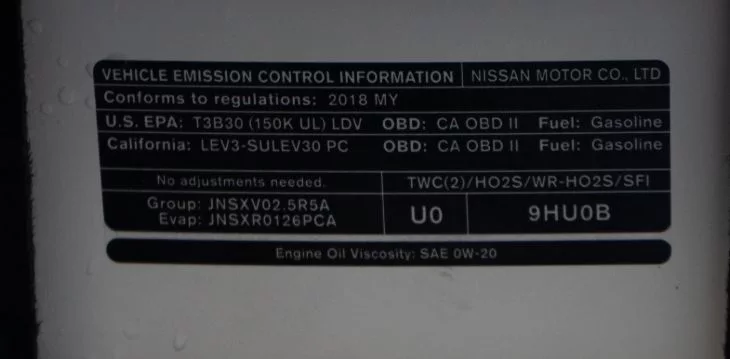 VEHICLE EMISSION CONTROL INFORMATION NISSAN MOTOR CO., LTD
Conforms to regulations: 2018 MY
U.S. EPA: T3B30 (150K UL) LDV OBD: CA OBD II Fuel: Gasoline
California: LEV3-SULEV30 PC OBD: CA OBD II Fuel: Gasoline
No adjustments needed. TWC(2)/HO2S/WR-HO2S/SFI
Group: JNSXV02.5R5A
Evap: JNSXR0126PCA
U0 9HU0B
Engine Oil Viscosity: SAE 0W-20